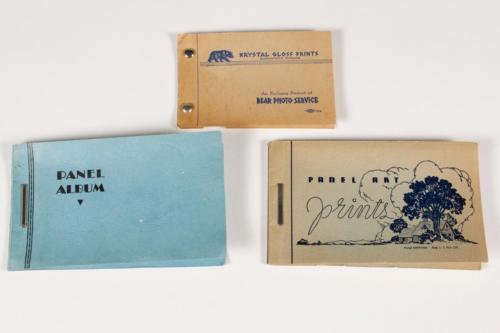 KRYSTAL GLOSS PRINTS
An Exclusive Product of
BEAR PHOTO SERVICE
PANEL
ALBUM
PANEL ART
prints